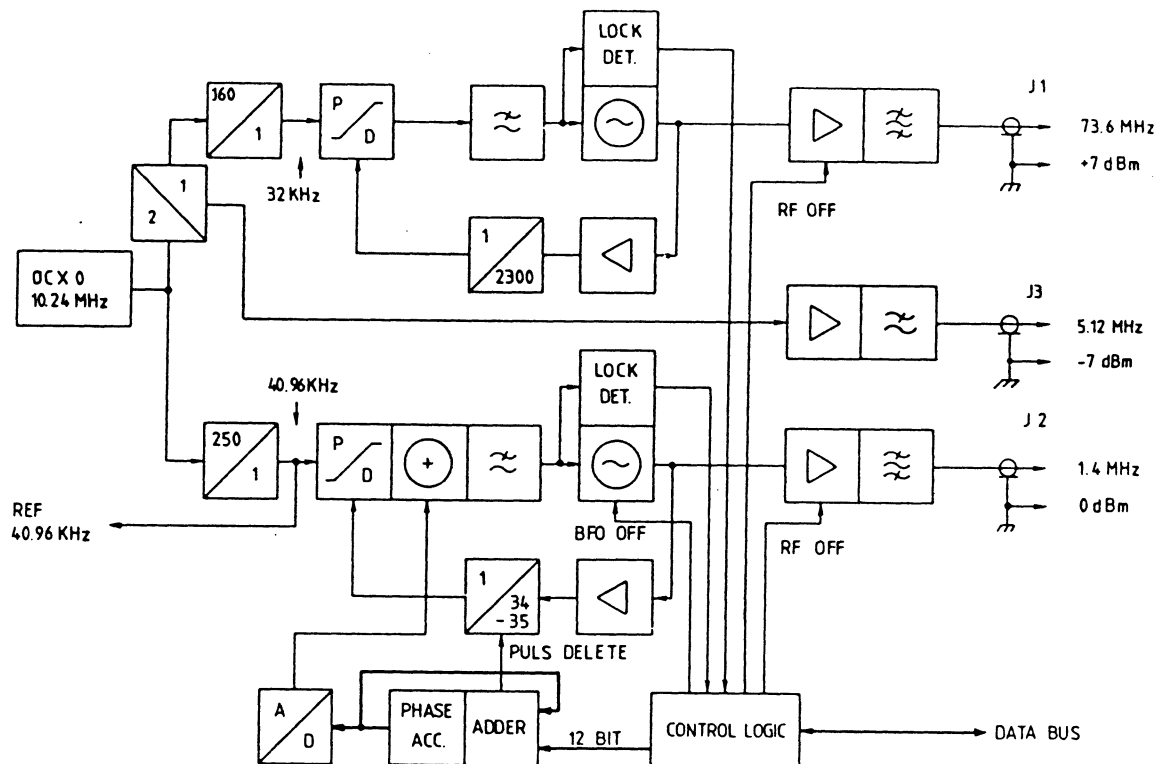 LOCK
DET.
J1
160
1
P
D
73.6 MHz
+7 dBm
32 KHz
RF OFF
1
2
1
2300
OCX O
10.24 MHz
J3
5.12 MHz
-7 dBm
40.96 KHz
LOCK
DET.
J 2
250
1
P
D
+
1.4 MHz
0 dBm
REF
40.96 KHz
BFO OFF
RF OFF
1
34
-35
PULS DELETE
A
D
PHASE
ACC.
ADDER
12 BIT
CONTROL LOGIC
DATA BUS